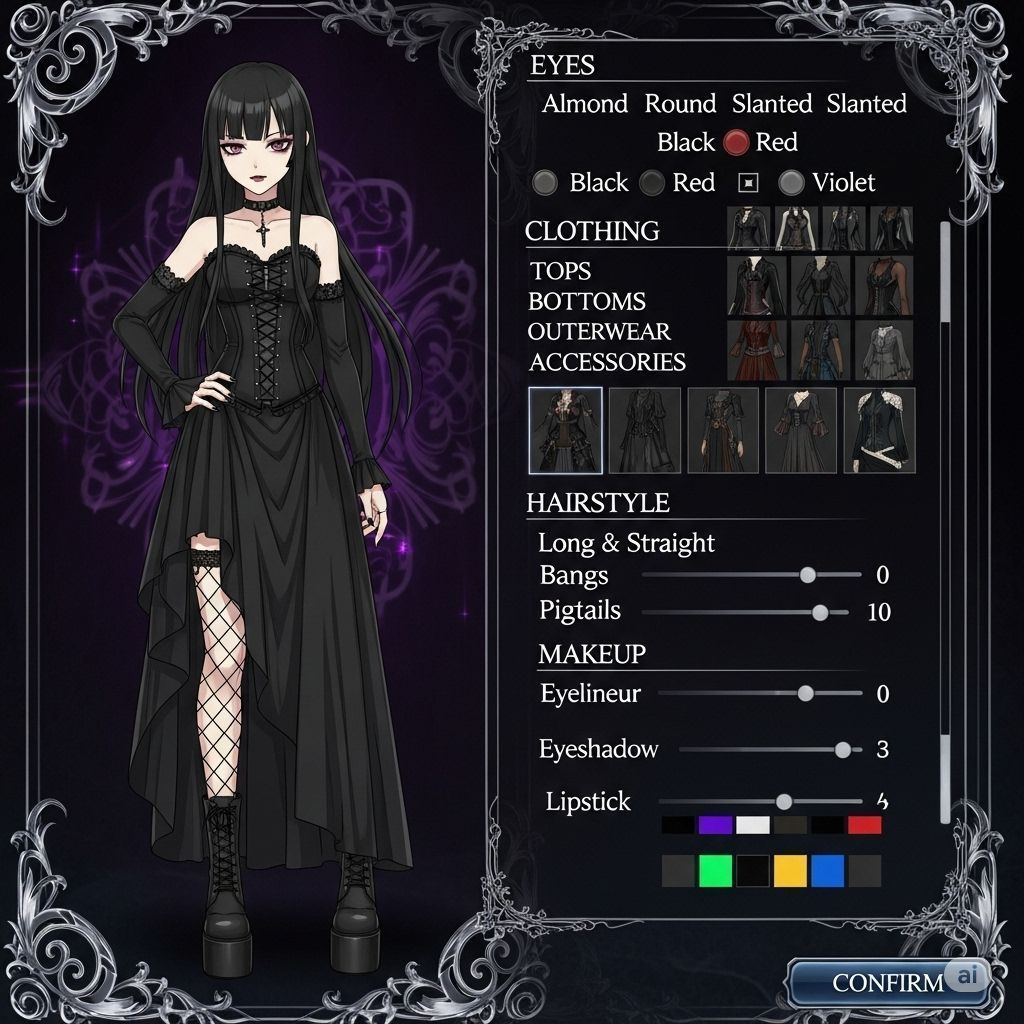 EYES
Almond Round Slanted Slanted
Black Red
Black Red Violet
CLOTHING
TOPS
BOTTOMS
OUTERWEAR
ACCESSORIES
HAIRSTYLE
Long & Straight
Bangs 0
Pigtails 10
MAKEUP
Eyelineur 0
Eyeshadow 3
Lipstick 4
CONFIRM ai